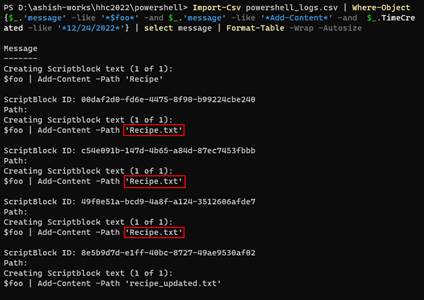 PS D:\ashish-works\hhc2022\powershell> Import-Csv powershell_logs.csv | Where-Object
{$_.'message' -like '*$foo*' -and $_.'message' -like '*Add-Content*' -and  $_.TimeCre
ated -like '*12/24/2022*'} | select message | Format-Table -Wrap -Autosize
Message
-------
Creating Scriptblock text (1 of 1):
$foo | Add-Content -Path 'Recipe'
ScriptBlock ID: 00daf2d0-fd6e-4475-8f90-b99224cbe240
Path:
Creating Scriptblock text (1 of 1):
$foo | Add-Content -Path 'Recipe.txt'
ScriptBlock ID: c54e091b-147d-4b65-a84d-87ec7453fbbb
Path:
Creating Scriptblock text (1 of 1):
$foo | Add-Content -Path 'Recipe.txt'
ScriptBlock ID: 49f0e51a-bcd9-4a8f-a124-3512606afde7
Path:
Creating Scriptblock text (1 of 1):
$foo | Add-Content -Path 'Recipe.txt'
ScriptBlock ID: 8e5b9d7d-e1ff-40bc-8727-49ae9530af02
Path:
Creating Scriptblock text (1 of 1):
$foo | Add-Content -Path 'recipe_updated.txt'